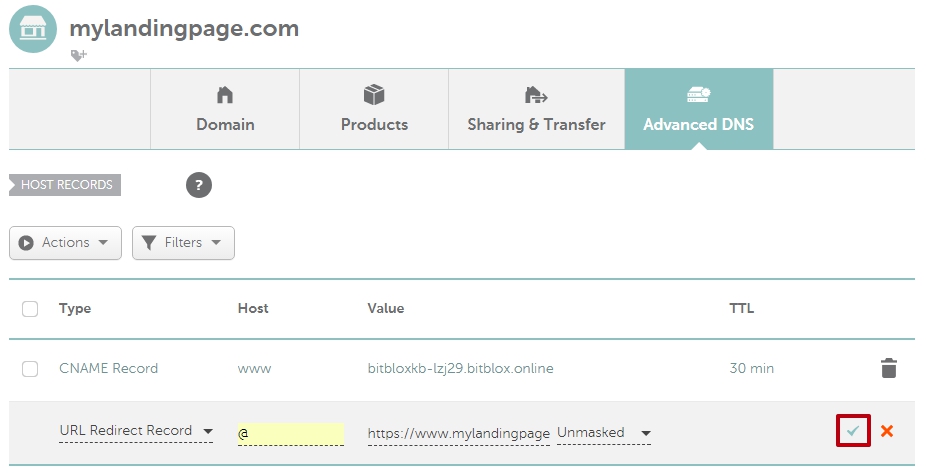 mylandingpage.com
Domain
Products
Sharing & Transfer
Advanced DNS
HOST RECORDS
?
Actions
Filters
Type Host Value TTL
CNAME Record www bitbloxkb-lzj29.bitblox.online 30 min
URL Redirect Record @ https://www.mylandingpage Unmasked